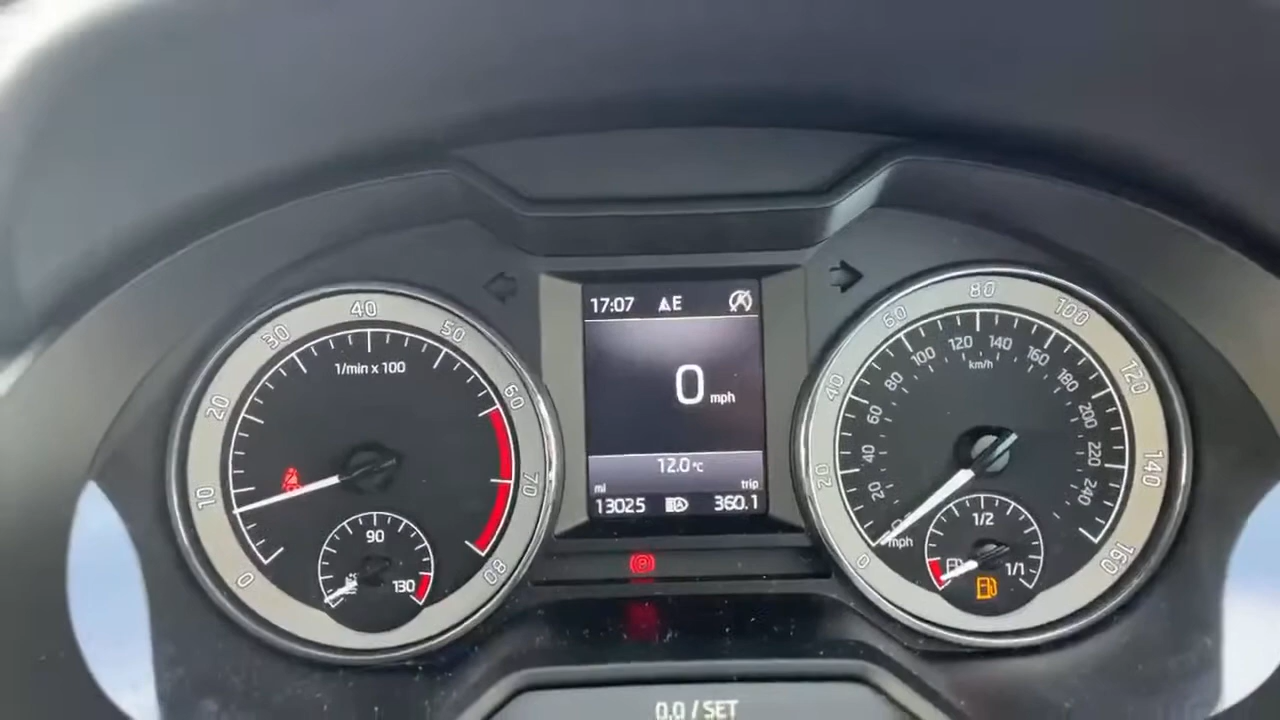 17:07 E
0 mph
12.0 °C
mi trip
13025 360.1
0 10 20 30 40 50 60 70 80
1/min x 100
90 130
0 20 40 60 80 100 120 140 160
20 40 60 80 100 120 140 160 180 200 220 240
km/h
mph
1/2 1/1
0.0 / SET